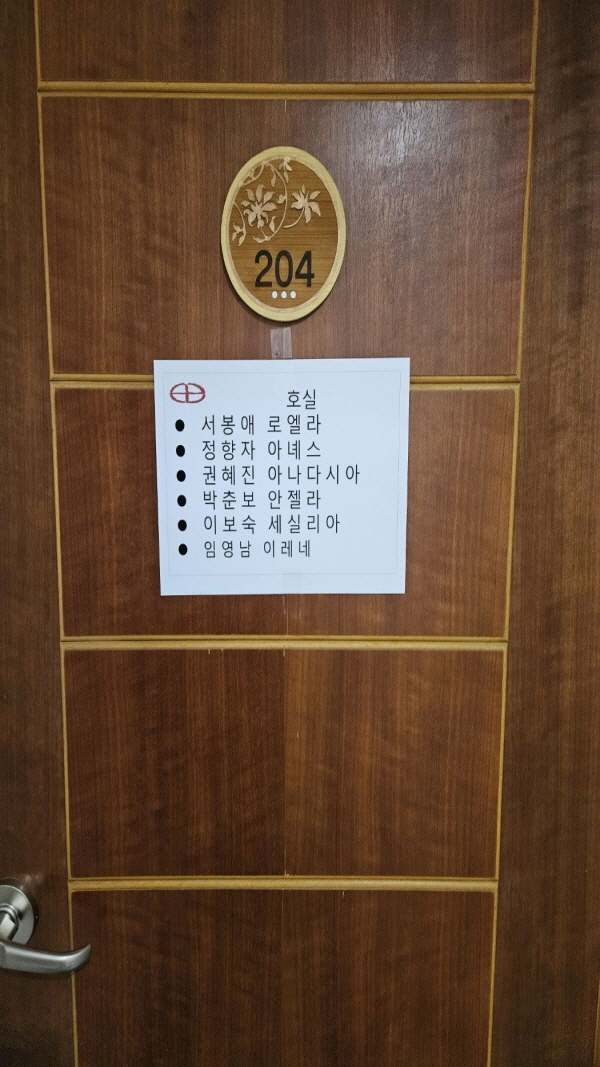 204
호실
● 서봉애 로엘라
● 정향자 아녜스
● 권혜진 아나다시아
● 박춘보 안젤라
● 이보숙 세실리아
● 임영남 이레네